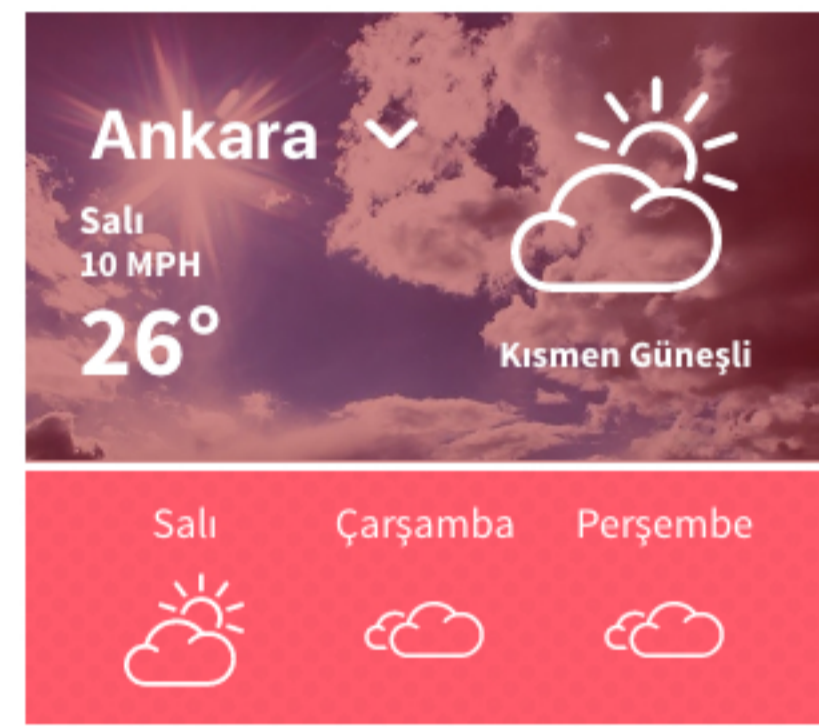 Ankara
Salı
10 MPH
26°
Kısmen Güneşli
Salı Çarşamba Perşembe